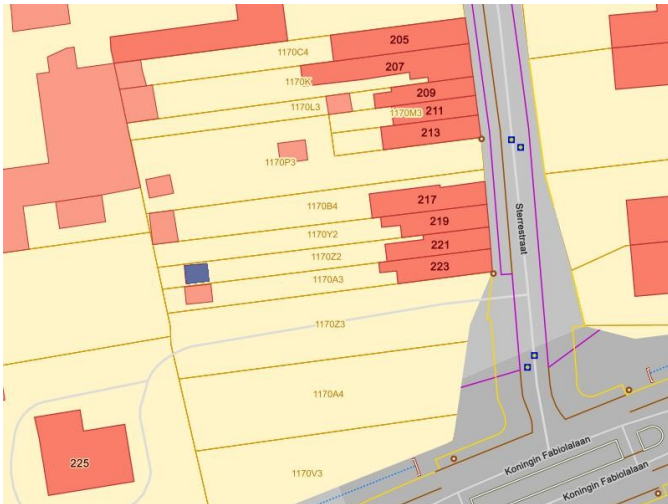 205
1170C4
207
1170K
209
1170L3
211
1170M3
213
1170P3
217
1170B4
219
1170Y2
221
1170Z2
223
1170A3
Sterrestraat
1170Z3
1170A4
225
1170V3
Koningin Fabiolalaan
Koningin Fabiolalaan